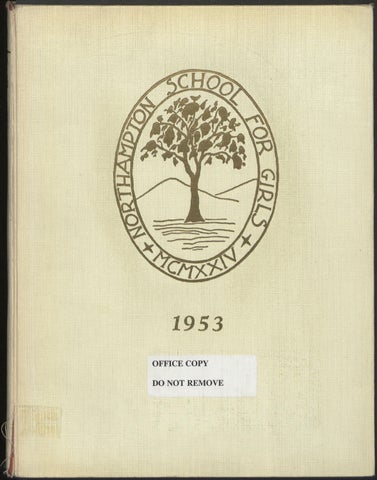 NORTHAMPTON SCHOOL FOR GIRLS
MCMXXIV
1953
OFFICE COPY
DO NOT REMOVE